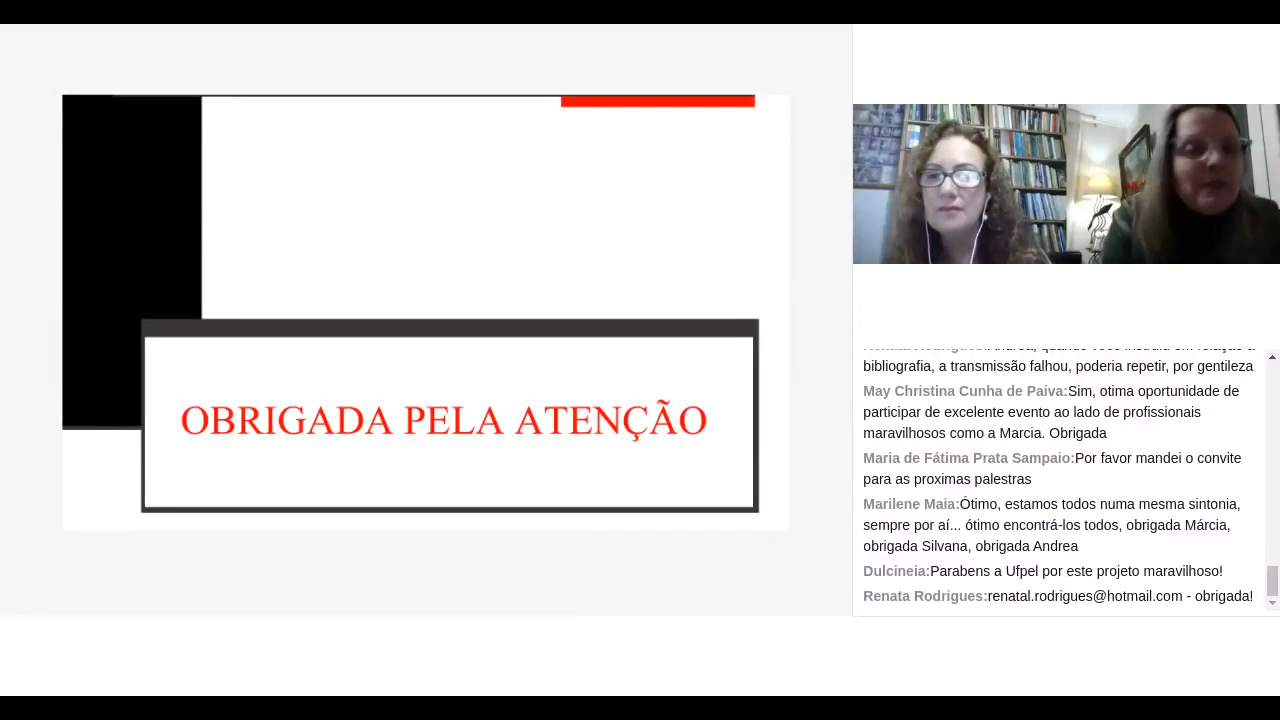 OBRIGADA PELA ATENÇÃO
bibliografia, a transmissão falhou, poderia repetir, por gentileza
May Christina Cunha de Paiva:Sim, otima oportunidade de
participar de excelente evento ao lado de profissionais
maravilhosos como a Marcia. Obrigada
Maria de Fátima Prata Sampaio:Por favor mandei o convite
para as proximas palestras
Marilene Maia:Ótimo, estamos todos numa mesma sintonia,
sempre por aí... ótimo encontrá-los todos, obrigada Márcia,
obrigada Silvana, obrigada Andrea
Dulcineia:Parabens a Ufpel por este projeto maravilhoso!
Renata Rodrigues:renatal.rodrigues@hotmail.com - obrigada!